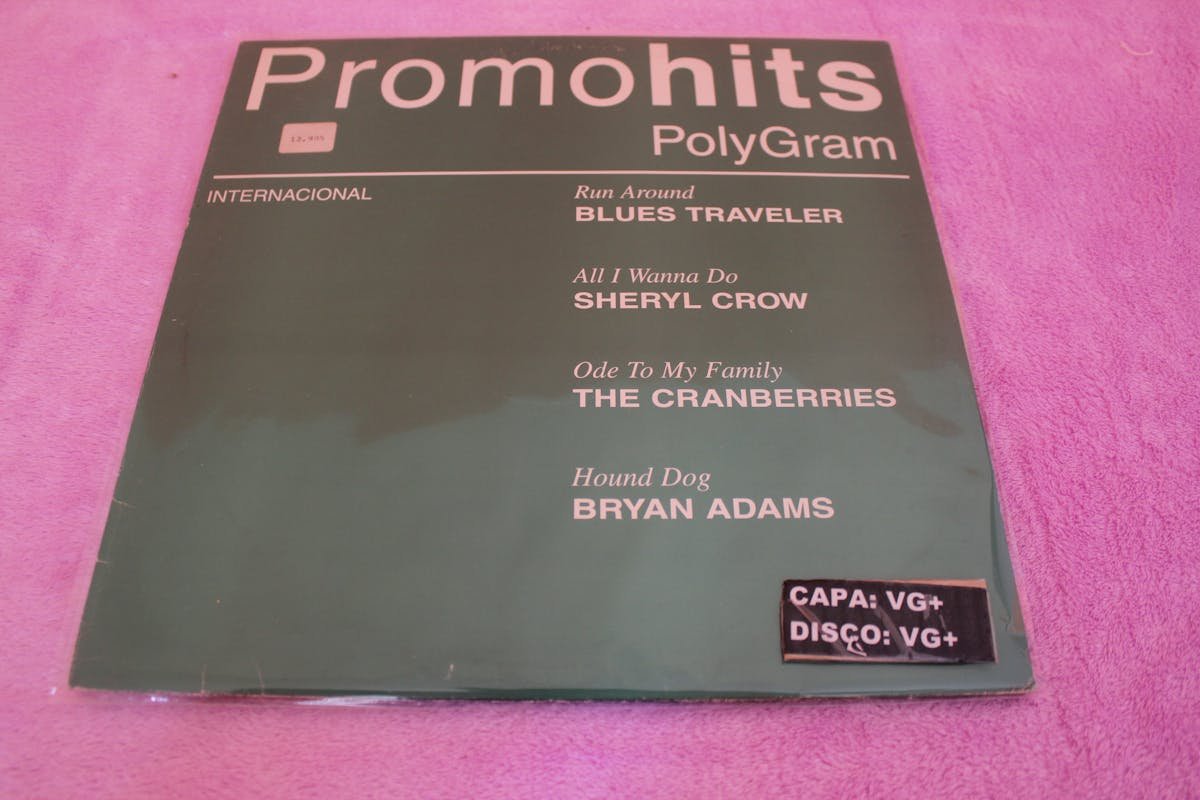 Promohits
PolyGram
INTERNACIONAL
Run Around
BLUES TRAVELER
All I Wanna Do
SHERYL CROW
Ode To My Family
THE CRANBERRIES
Hound Dog
BRYAN ADAMS
CAPA: VG+
DISCO: VG+